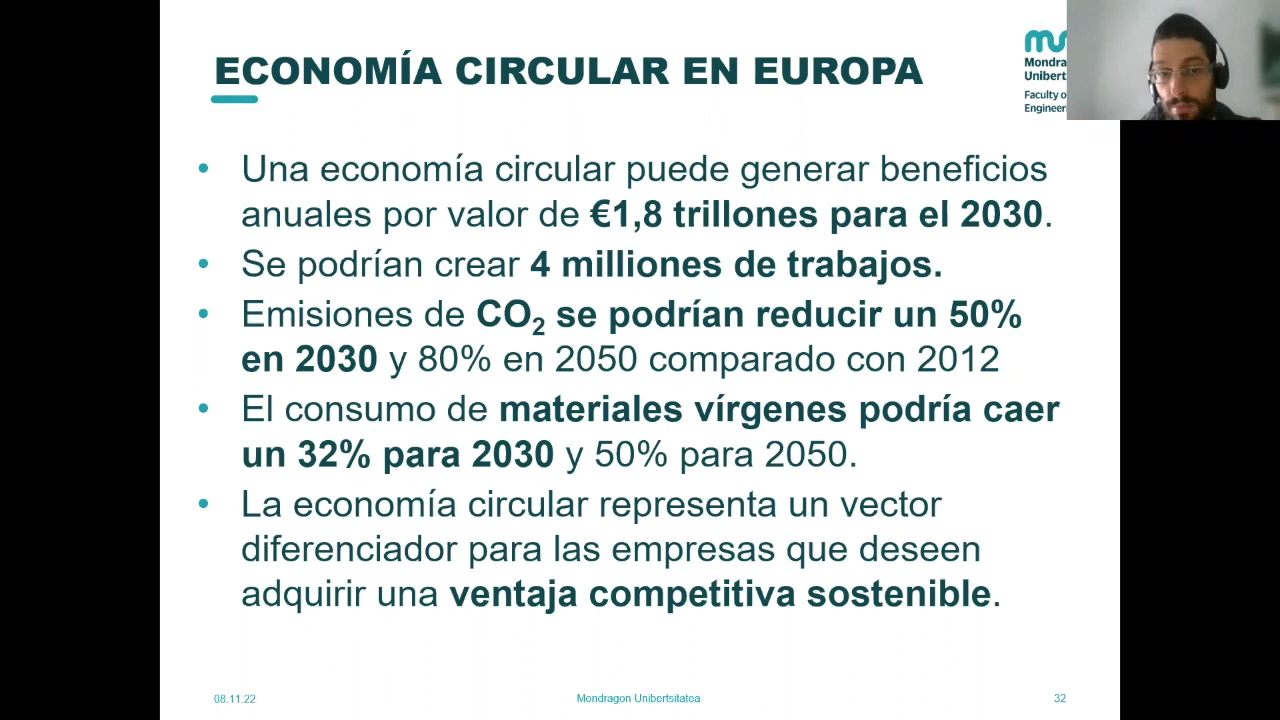 ECONOMÍA CIRCULAR EN EUROPA
Mondra
Unibert
Faculty o
Engineer
• Una economía circular puede generar beneficios
anuales por valor de €1,8 trillones para el 2030.
• Se podrían crear 4 milliones de trabajos.
• Emisiones de CO₂ se podrían reducir un 50%
en 2030 y 80% en 2050 comparado con 2012
• El consumo de materiales vírgenes podría caer
un 32% para 2030 y 50% para 2050.
• La economía circular representa un vector
diferenciador para las empresas que deseen
adquirir una ventaja competitiva sostenible.
08.11.22
Mondragon Unibertsitatea
32